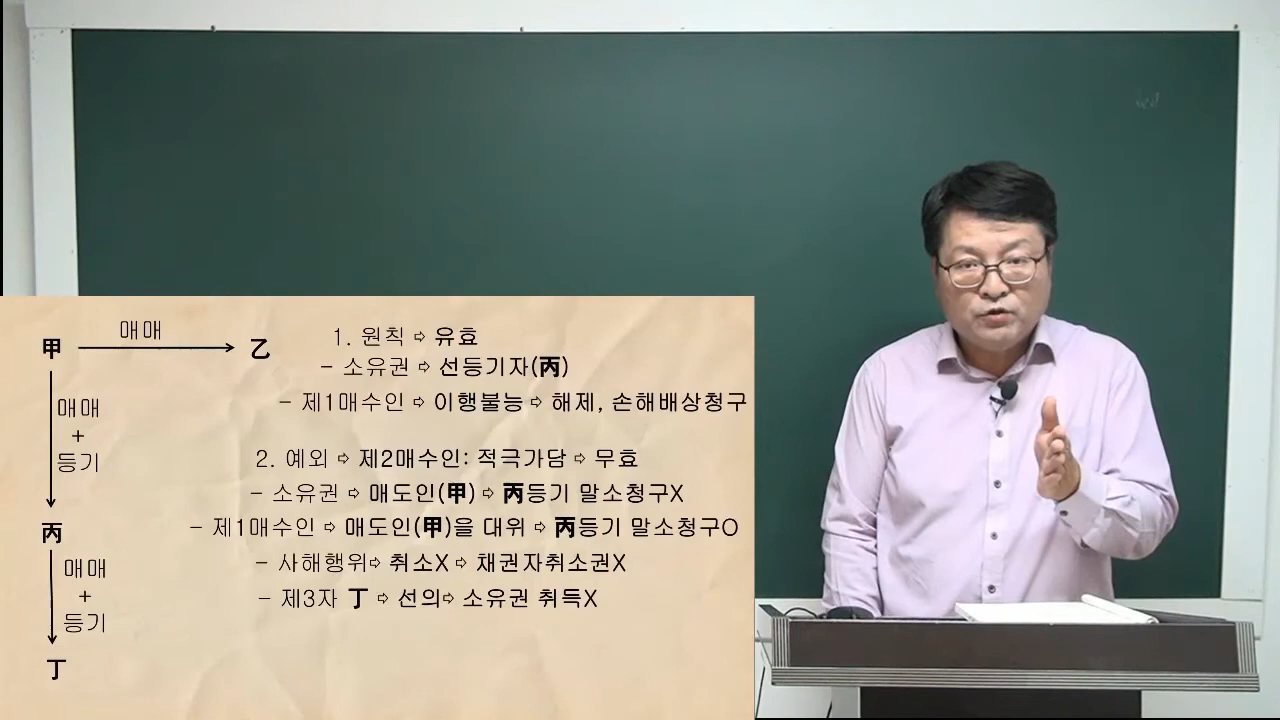 甲 매매 乙
매매
+
등기
丙
매매
+
등기
丁
1. 원칙 ⇨ 유효
- 소유권 ⇨ 선등기자(丙)
- 제1매수인 ⇨ 이행불능 ⇨ 해제, 손해배상청구
2. 예외 ⇨ 제2매수인: 적극가담 ⇨ 무효
- 소유권 ⇨ 매도인(甲) ⇨ 丙등기 말소청구X
- 제1매수인 ⇨ 매도인(甲)을 대위 ⇨ 丙등기 말소청구O
- 사해행위⇨ 취소X ⇨ 채권자취소권X
- 제3자 丁 ⇨ 선의⇨ 소유권 취득X